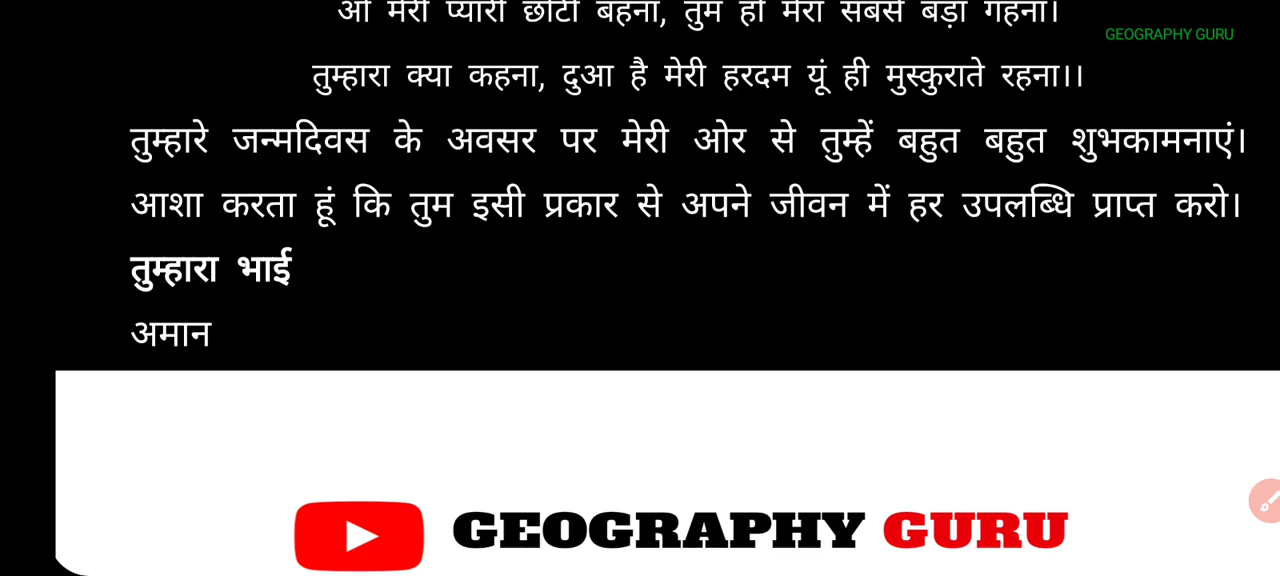 ओ मेरी प्यारी छोटी बहना, तुम हो मेरा सबसे बड़ा गहना।
GEOGRAPHY GURU
तुम्हारा क्या कहना, दुआ है मेरी हरदम यूं ही मुस्कुराते रहना।।
तुम्हारे जन्मदिवस के अवसर पर मेरी ओर से तुम्हें बहुत बहुत शुभकामनाएं।
आशा करता हूं कि तुम इसी प्रकार से अपने जीवन में हर उपलब्धि प्राप्त करो।
तुम्हारा भाई
अमान
GEOGRAPHY GURU